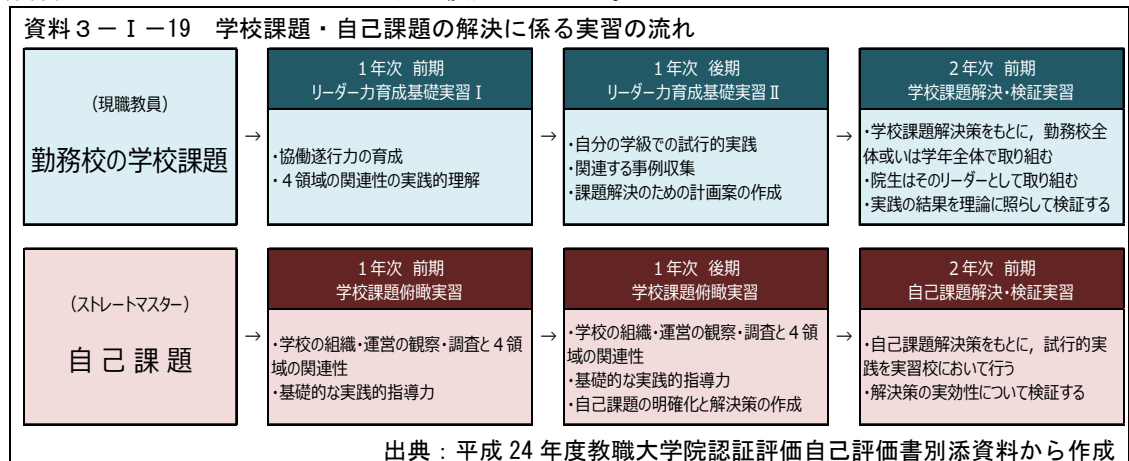 資料3-Ⅰ-19　学校課題・自己課題の解決に係る実習の流れ
(現職教員)
勤務校の学校課題
→
1年次 前期
リーダー力育成基礎実習Ⅰ
・協働遂行力の育成
・4領域の関連性の実践的理解
→
1年次 後期
リーダー力育成基礎実習Ⅱ
・自分の学級での試行的実践
・関連する事例収集
・課題解決のための計画案の作成
→
2年次 前期
学校課題解決・検証実習
・学校課題解決策をもとに，勤務校全
体或いは学年全体で取り組む
・院生はそのリーダーとして取り組む
・実践の結果を理論に照らして検証する
(ストレートマスター)
自己課題
→
1年次 前期
学校課題俯瞰実習
・学校の組織・運営の観察・調査と4領
域の関連性
・基礎的な実践的指導力
→
1年次 後期
学校課題俯瞰実習
・学校の組織・運営の観察・調査と4領
域の関連性
・基礎的な実践的指導力
・自己課題の明確化と解決策の作成
→
2年次 前期
自己課題解決・検証実習
・自己課題解決策をもとに，試行的実
践を実習校において行う
・解決策の実効性について検証する
出典：平成24年度教職大学院認証評価自己評価書別添資料から作成